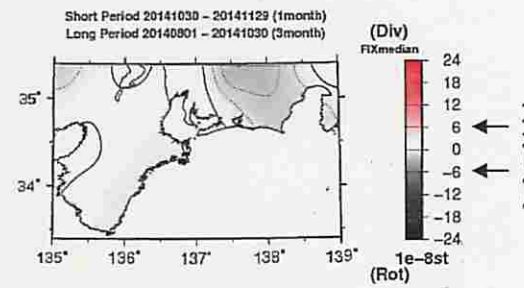 Short Period 20141030 - 20141129 (1month)
Long Period 20140801 - 20141030 (3month)
(Div)
FIXmedian
24
18
12
6
0
-6
-12
-18
-24
1e-8st
(Rot)
35°
34°
135°
136°
137°
138°
139°